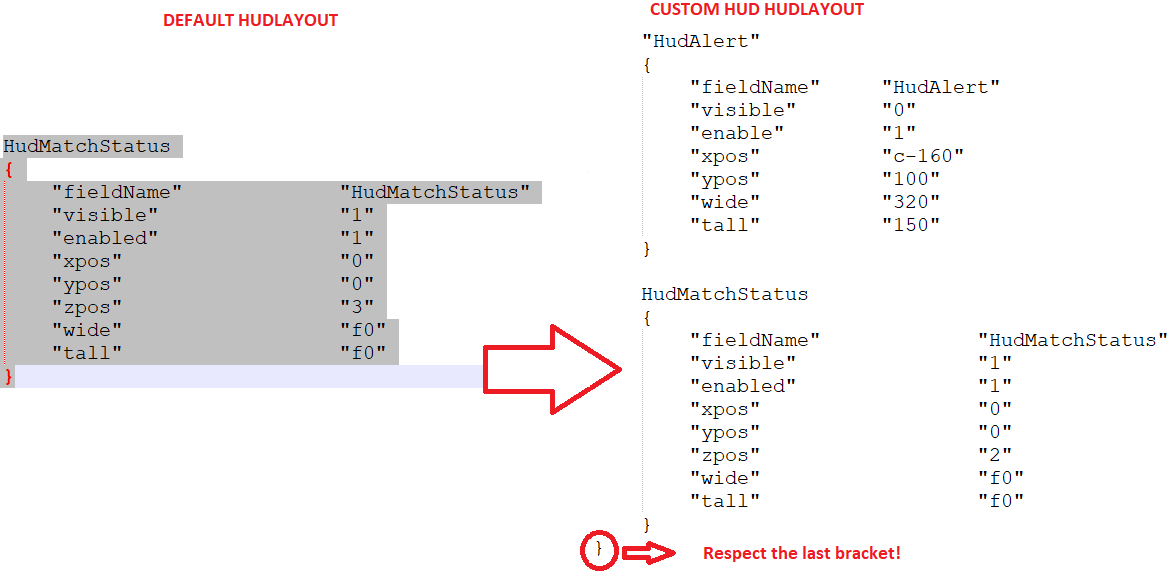 DEFAULT HUDLAYOUT
HudMatchStatus
{
"fieldName" "HudMatchStatus"
"visible" "1"
"enabled" "1"
"xpos" "0"
"ypos" "0"
"zpos" "3"
"wide" "f0"
"tall" "f0"
}
CUSTOM HUD HUDLAYOUT
"HudAlert"
{
"fieldName" "HudAlert"
"visible" "0"
"enable" "1"
"xpos" "c-160"
"ypos" "100"
"wide" "320"
"tall" "150"
}
HudMatchStatus
{
"fieldName" "HudMatchStatus"
"visible" "1"
"enabled" "1"
"xpos" "0"
"ypos" "0"
"zpos" "2"
"wide" "f0"
"tall" "f0"
}
} Respect the last bracket!